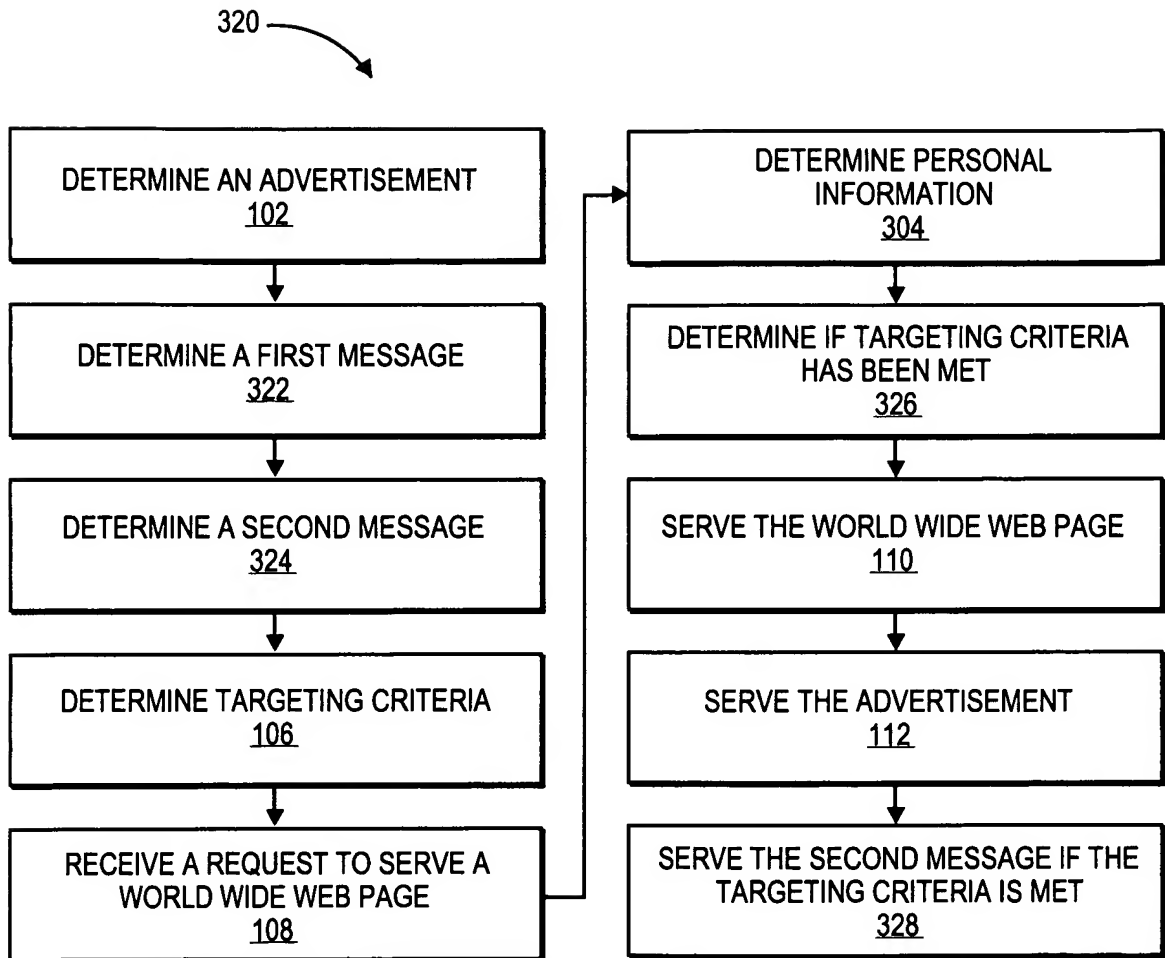 320
DETERMINE AN ADVERTISEMENT
102
DETERMINE A FIRST MESSAGE
322
DETERMINE A SECOND MESSAGE
324
DETERMINE TARGETING CRITERIA
106
RECEIVE A REQUEST TO SERVE A
WORLD WIDE WEB PAGE
108
DETERMINE PERSONAL
INFORMATION
304
DETERMINE IF TARGETING CRITERIA
HAS BEEN MET
326
SERVE THE WORLD WIDE WEB PAGE
110
SERVE THE ADVERTISEMENT
112
SERVE THE SECOND MESSAGE IF THE
TARGETING CRITERIA IS MET
328